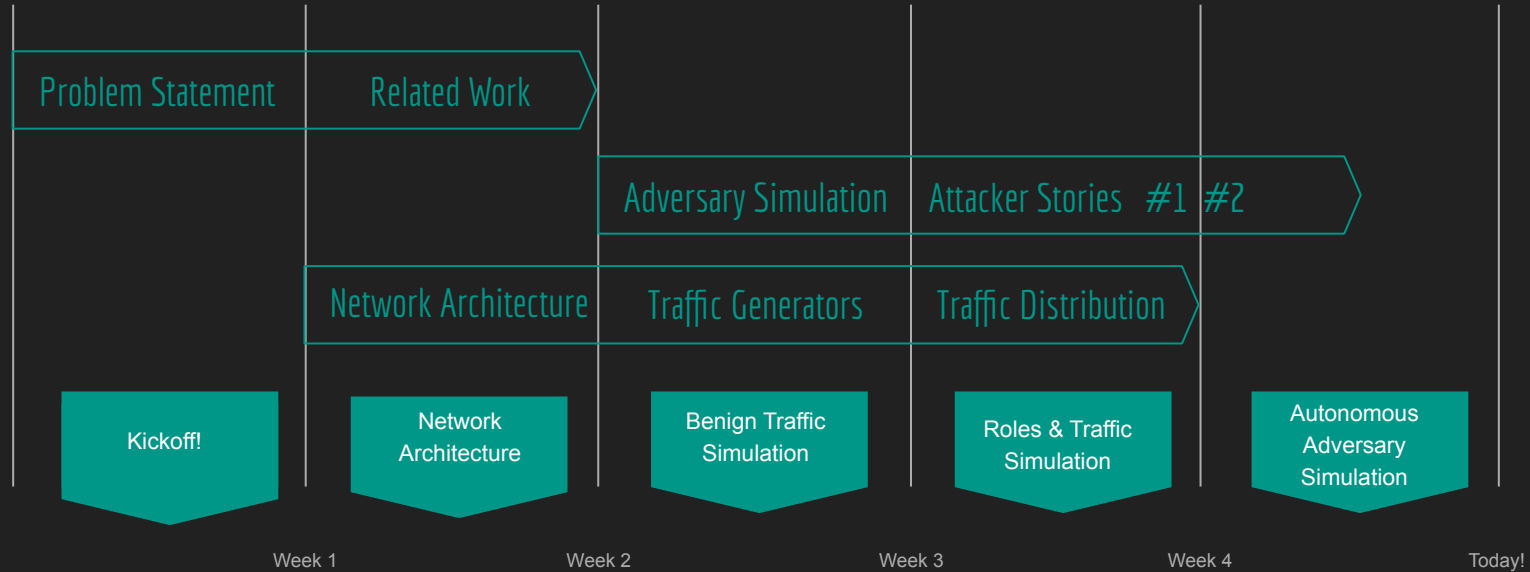 Problem Statement Related Work
Adversary Simulation Attacker Stories #1 #2
Network Architecture Traffic Generators Traffic Distribution
Kickoff!
Network
Architecture
Benign Traffic
Simulation
Roles & Traffic
Simulation
Autonomous
Adversary
Simulation
Week 1 Week 2 Week 3 Week 4 Today!